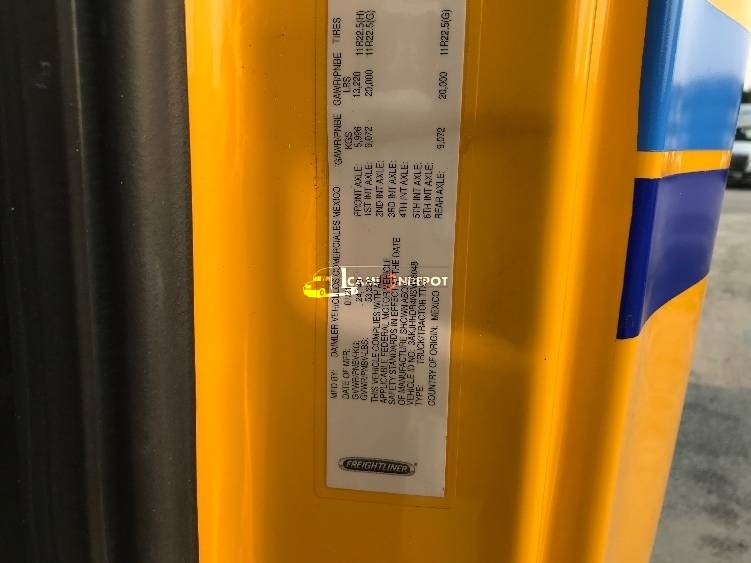 MFD BY: DAIMLER VEHICULOS COMERCIALES MEXICO
DATE OF MFR:
GVWR/PNBV-KG:
GVWR/PNBV-LBS:
THIS VEHICLE COMPLIES WITH ALL
APPLICABLE FEDERAL MOTOR VEHICLE
SAFETY STANDARDS IN EFFECT THE DATE
OF MANUFACTURE SHOWN
VEHICLE ID NO:
TYPE: TRUCK/TRACTOR
COUNTRY OF ORIGIN: MEXICO
GAWR/PNBE KGS GAWR/PNBE LBS TIRES
FRONT AXLE: 5,996 13,220 11R22.5(H)
1ST INT AXLE: 9,072 20,000 11R22.5(G)
2ND INT AXLE:
3RD INT AXLE:
4TH INT AXLE:
5TH INT AXLE:
6TH INT AXLE:
REAR AXLE: 9,072 20,000 11R22.5(G)
FREIGHTLINER